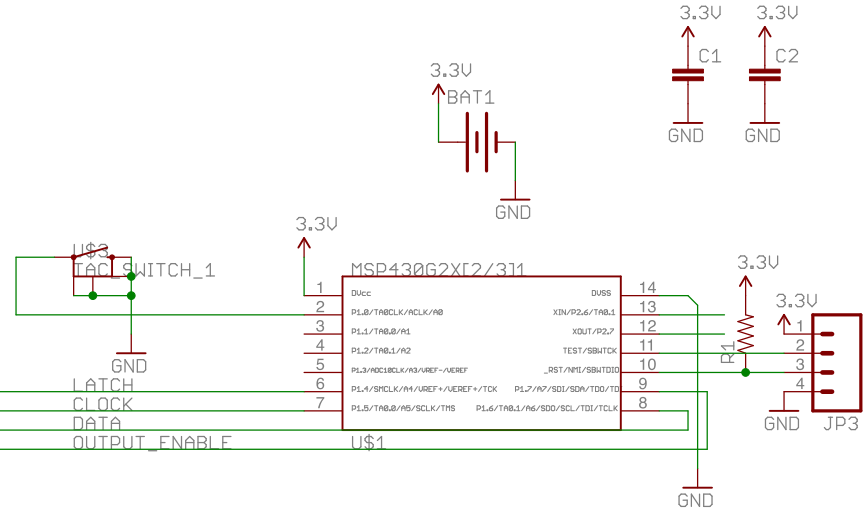 3.3V
3.3V
C1
C2
GND
GND
3.3V
BAT1
GND
3.3V
U$3
TAC_SWITCH_1
GND
MSP430G2X[2/3]1
1
DVcc
DVSS
14
2
P1.0/TA0CLK/ACLK/A0
XIN/P2.6/TA0.1
13
3
P1.1/TA0.0/A1
XOUT/P2.7
12
4
P1.2/TA0.1/A2
TEST/SBWTCK
11
5
P1.3/ADC10CLK/A3/VREF-/VEREF
_RST/NMI/SBWTDIO
10
6
P1.4/SMCLK/A4/VREF+/VEREF+/TCK
P1.7/A7/SDI/SDA/TDO/TD
9
7
P1.5/TA0.0/A5/SCLK/TMS
P1.6/TA0.1/A6/SDO/SCL/TDI/TCLK
8
U$1
LATCH
CLOCK
DATA
OUTPUT_ENABLE
GND
3.3V
R1
3.3V
1
2
3
4
GND
JP3